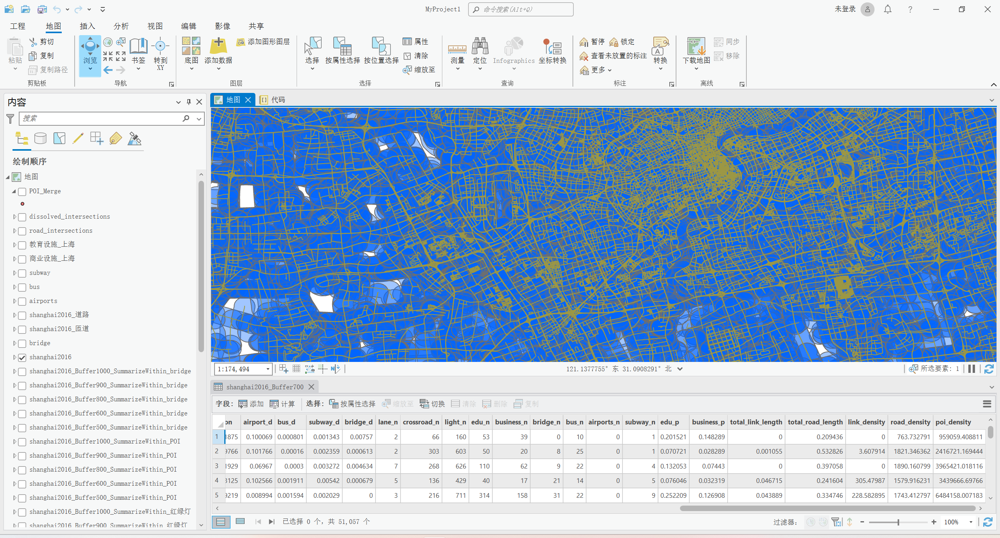 MyProject1
命令搜索(Alt+Q)
未登录
工程 地图 插入 分析 视图 编辑 影像 共享
粘贴 剪切 复制 复制路径
剪贴板
浏览 书签 转到 XY
导航
底图 添加数据 添加图形图层
图层
选择 按属性选择 按位置选择 属性 清除 缩放至
选择
测量 定位 Infographics 坐标转换
查询
暂停 锁定 查看未放置的标注 更多 转换
标注
下载地图 同步 移除
离线
内容
搜索
绘制顺序
地图
POI_Merge
dissolved_intersections
road_intersections
教育设施_上海
商业设施_上海
subway
bus
airports
shanghai2016_道路
shanghai2016_匝道
bridge
shanghai2016
shanghai2016_Buffer1000_SummarizeWithin_bridge
shanghai2016_Buffer900_SummarizeWithin_bridge
shanghai2016_Buffer800_SummarizeWithin_bridge
shanghai2016_Buffer600_SummarizeWithin_bridge
shanghai2016_Buffer500_SummarizeWithin_bridge
shanghai2016_Buffer1000_SummarizeWithin_POI
shanghai2016_Buffer900_SummarizeWithin_POI
shanghai2016_Buffer800_SummarizeWithin_POI
shanghai2016_Buffer600_SummarizeWithin_POI
shanghai2016_Buffer500_SummarizeWithin_POI
shanghai2016_Buffer1000_SummarizeWithin_红绿灯
shanghai2016_Buffer900_SummarizeWithin_红绿灯
地图 代码
1:174,494
121.1377755° 东 31.0908291° 北
所选要素: 1
shanghai2016_Buffer700
字段: 添加 计算 选择: 按属性选择 缩放至 切换 清除 删除 复制
on airport_d bus_d subway_d bridge_d lane_n crossroad_n light_n edu_n business_n bridge_n bus_n airports_n subway_n edu_p business_p total_link_length total_road_length link_density road_density poi_density
1 1875 0.100069 0.000801 0.001343 0.00757 2 66 160 53 39 0 10 0 1 0.201521 0.148289 0 0.209436 0 763.732791 959059.408811
2 9766 0.101766 0.00016 0.002359 0.000613 2 303 603 50 20 8 25 0 1 0.070721 0.028289 0.001055 0.532826 3.607914 1821.346362 2416721.169444
3 1929 0.06967 0.0003 0.003272 0.004634 7 268 626 110 62 9 22 0 4 0.132053 0.07443 0 0.397058 0 1890.160799 3965421.018116
4 3125 0.102566 0.001911 0.00542 0.000679 5 136 429 40 17 21 14 0 5 0.076046 0.032319 0.046715 0.241604 305.47987 1579.916231 3439666.69766
5 9219 0.008994 0.001594 0.002029 0 3 216 711 314 158 31 22 0 9 0.252209 0.126908 0.043889 0.334746 228.582895 1743.412797 6484158.007183
已选择 0 个, 共 51,057 个
过滤器:
100%